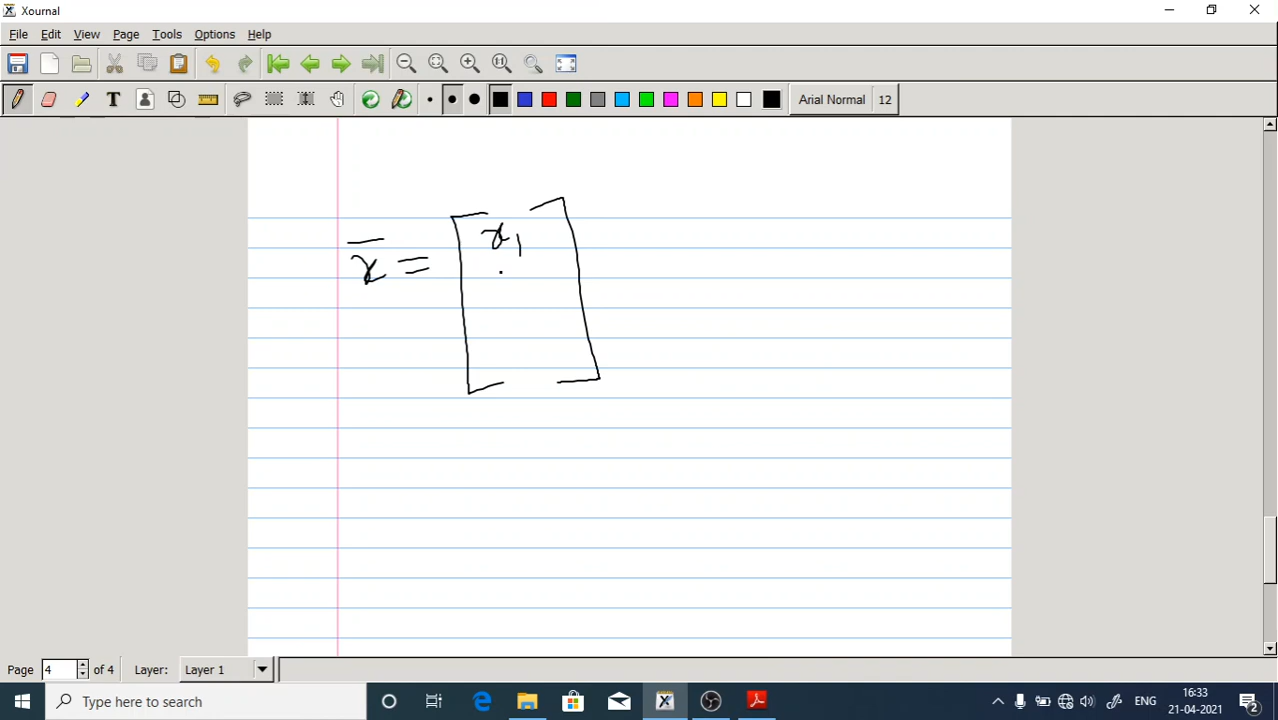 Xournal
File Edit View Page Tools Options Help
Arial Normal 12
x̅ = [ x₁
.
]
Page 4 of 4 Layer: Layer 1
Type here to search
ENG
16:33
21-04-2021
2